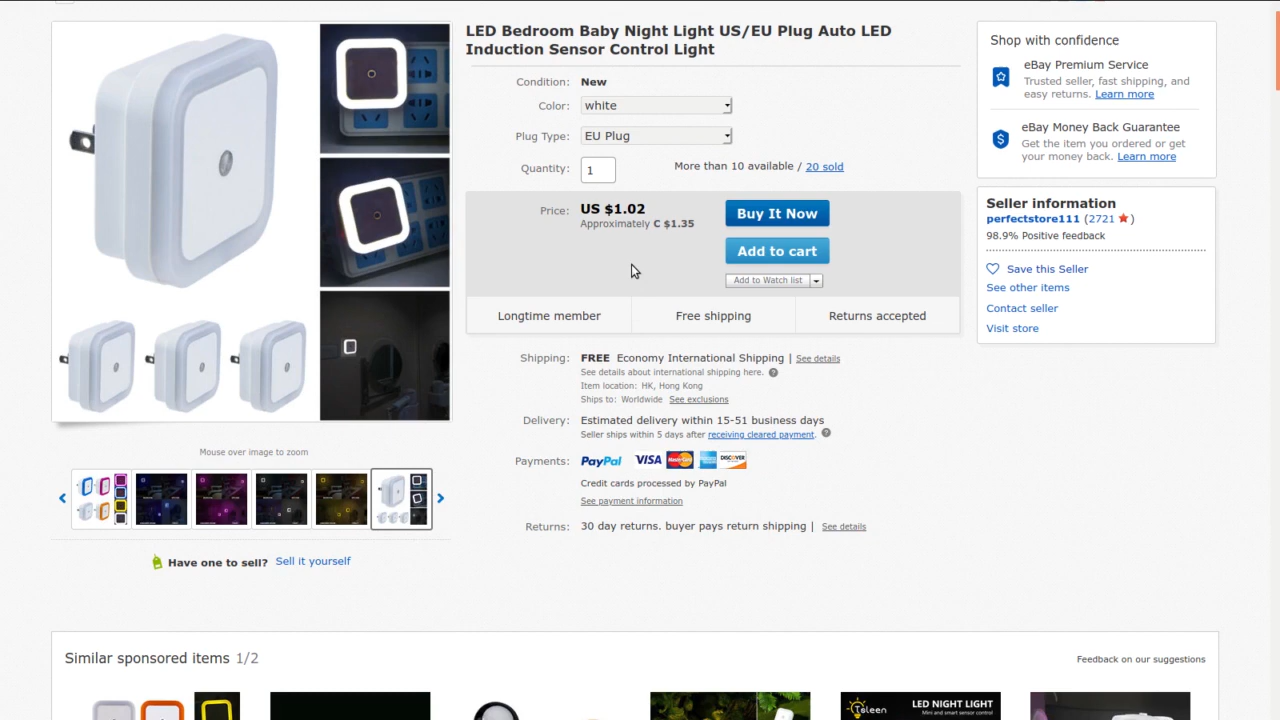 LED Bedroom Baby Night Light US/EU Plug Auto LED
Induction Sensor Control Light
Condition: New
Color: white
Plug Type: EU Plug
Quantity: 1 More than 10 available / 20 sold
Price: US $1.02
Approximately C $1.35
Buy It Now
Add to cart
Add to Watch list
Longtime member Free shipping Returns accepted
Shipping: FREE Economy International Shipping | See details
See details about international shipping here.
Item location: HK, Hong Kong
Ships to: Worldwide See exclusions
Delivery: Estimated delivery within 15-51 business days
Seller ships within 5 days after receiving cleared payment.
Payments: PayPal VISA MasterCard DISCOVER
Credit cards processed by PayPal
See payment information
Returns: 30 day returns. buyer pays return shipping | See details
Mouse over image to zoom
Have one to sell? Sell it yourself
Shop with confidence
eBay Premium Service
Trusted seller, fast shipping, and
easy returns. Learn more
eBay Money Back Guarantee
Get the item you ordered or get
your money back. Learn more
Seller information
perfectstore111 (2721 )
98.9% Positive feedback
Save this Seller
See other items
Contact seller
Visit store
Similar sponsored items 1/2
Feedback on our suggestions
Toleen
LED NIGHT LIGHT
Mini and smart sensor control